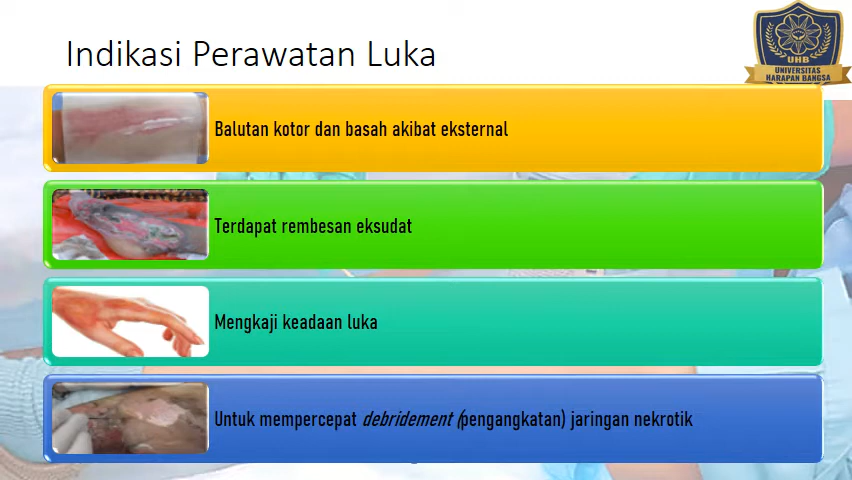 Indikasi Perawatan Luka
UHB
UNIVERSITAS
HARAPAN BANGSA
Balutan kotor dan basah akibat eksternal
Terdapat rembesan eksudat
Mengkaji keadaan luka
Untuk mempercepat debridement (pengangkatan) jaringan nekrotik